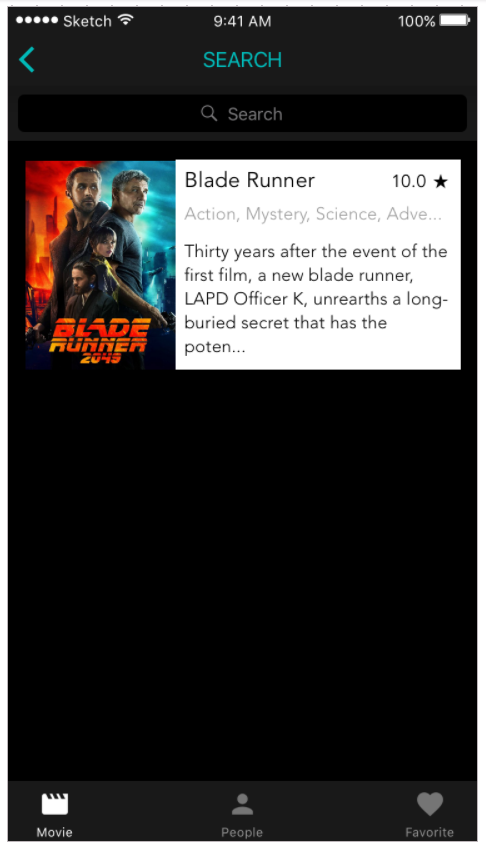 Sketch
9:41 AM
100%
SEARCH
Search
Blade Runner
10.0 ★
Action, Mystery, Science, Adve...
Thirty years after the event of the
first film, a new blade runner,
LAPD Officer K, unrearths a long-
buried secret that has the
poten...
BLADE
RUNNER
2049
Movie
People
Favorite